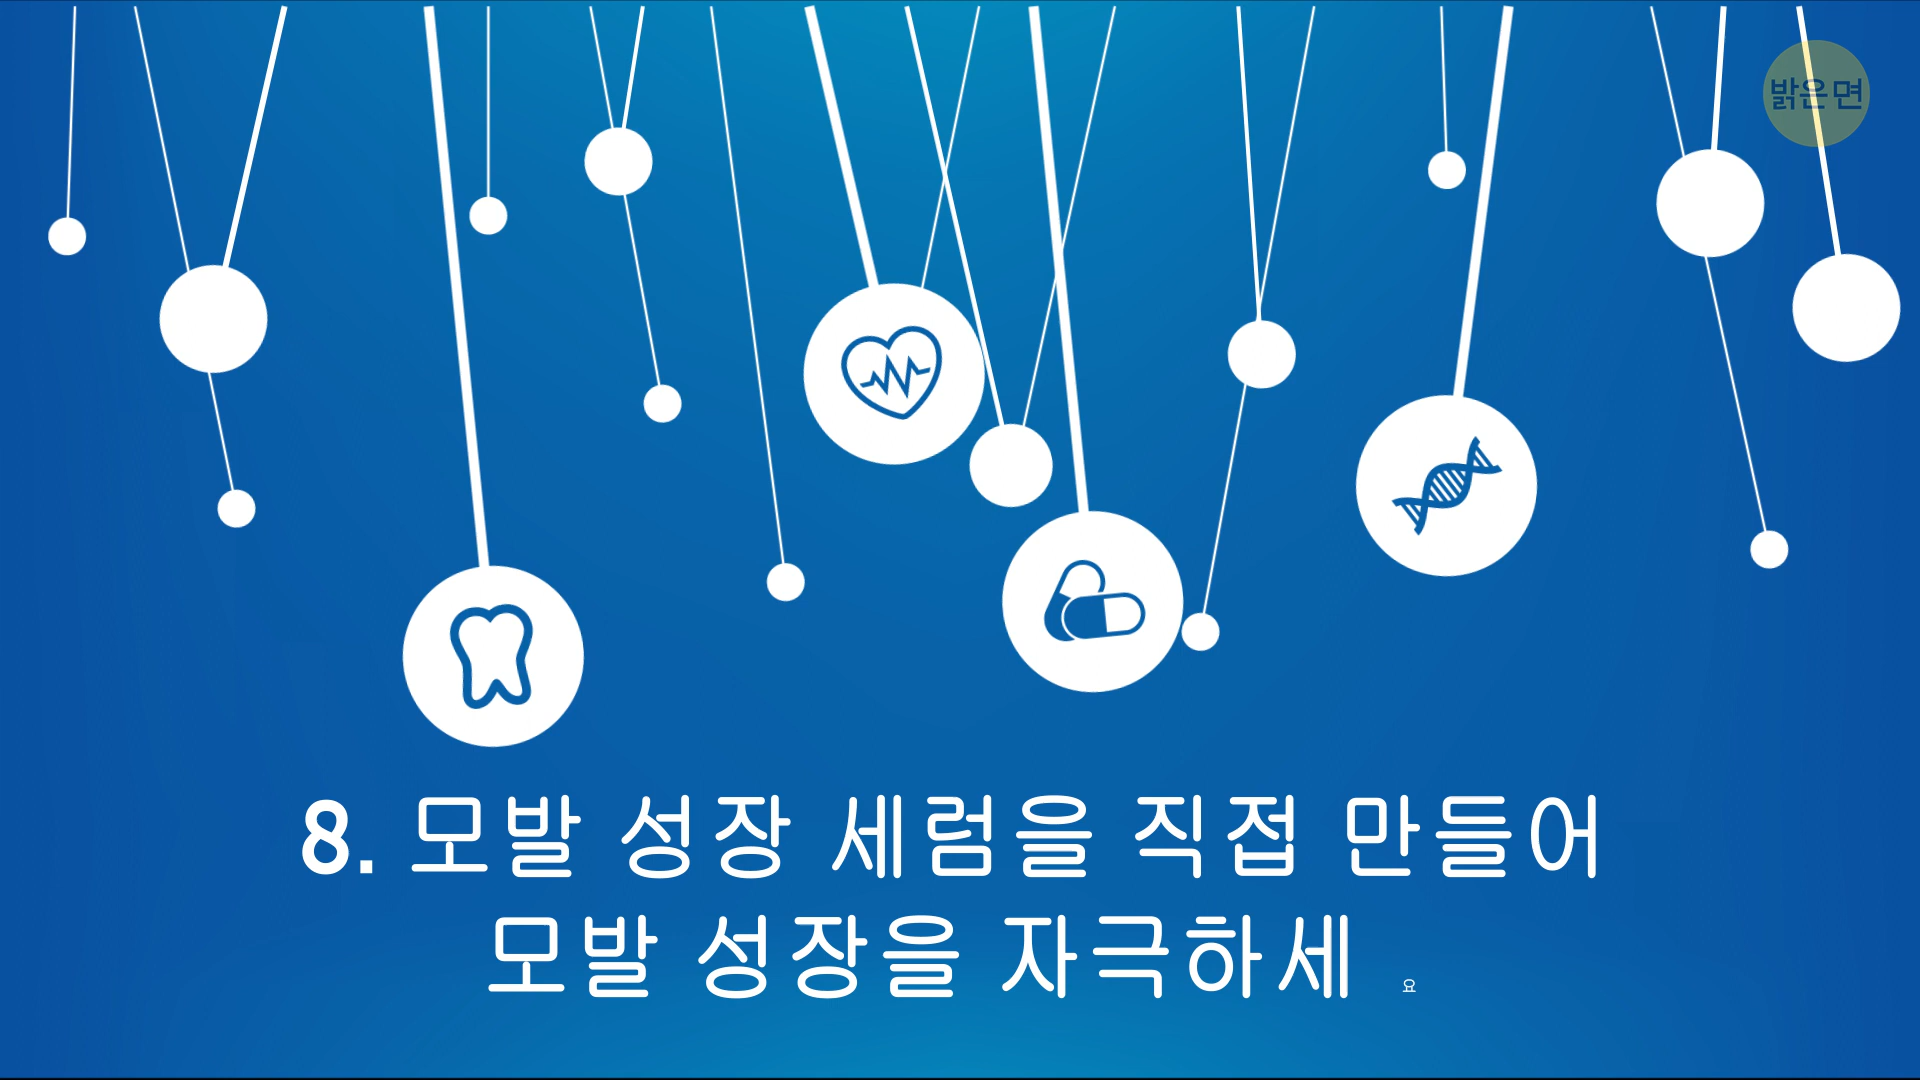 밝은면
8. 모발 성장 세럼을 직접 만들어
모발 성장을 자극하세요